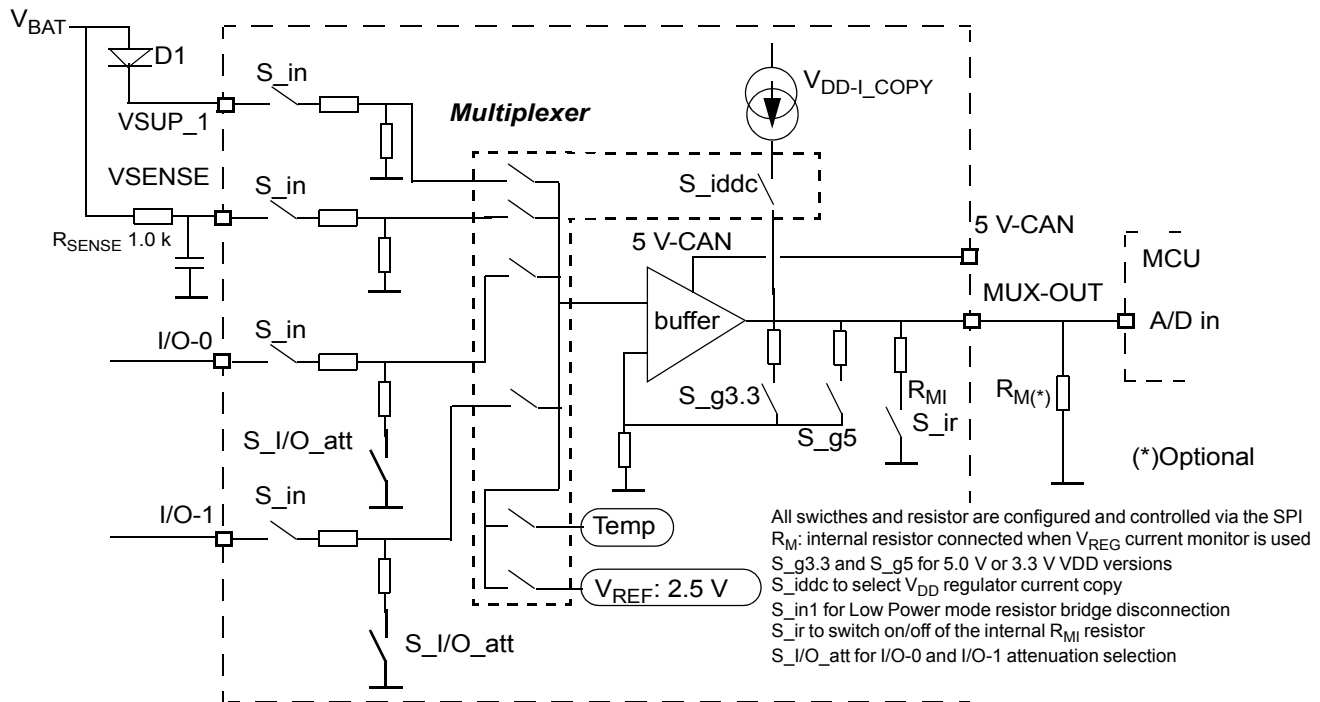 VBAT
D1
S_in
VDD-I_COPY
Multiplexer
VSUP_1
VSENSE
S_in
S_iddc
RSENSE 1.0 k
5 V-CAN
5 V-CAN
MCU
MUX-OUT
buffer
A/D in
I/O-0
S_in
S_g3.3
RMI
RM(*)
S_ir
S_g5
S_I/O_att
(*)Optional
S_in
I/O-1
Temp
VREF: 2.5 V
S_I/O_att
All swicthes and resistor are configured and controlled via the SPI
RM: internal resistor connected when VREG current monitor is used
S_g3.3 and S_g5 for 5.0 V or 3.3 V VDD versions
S_iddc to select VDD regulator current copy
S_in1 for Low Power mode resistor bridge disconnection
S_ir to switch on/off of the internal RMI resistor
S_I/O_att for I/O-0 and I/O-1 attenuation selection